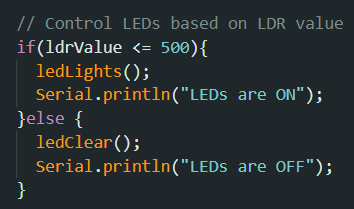 // Control LEDs based on LDR value
if(ldrValue <= 500){
  ledLights();
  Serial.println("LEDs are ON");
}else {
  ledClear();
  Serial.println("LEDs are OFF");
}